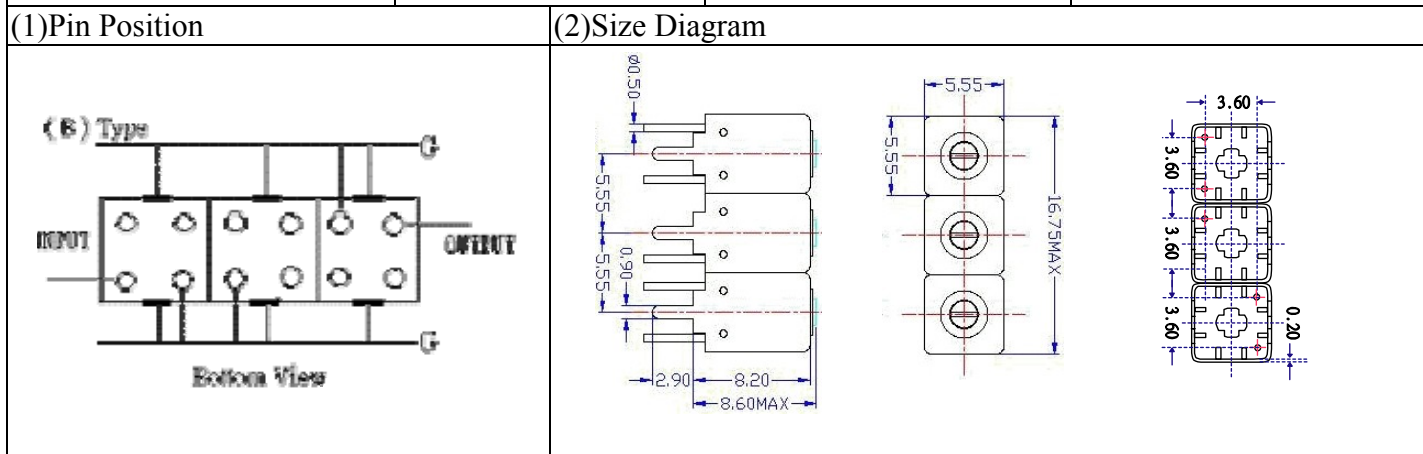 (1)Pin Position
(2)Size Diagram
(B) Type
G
INPUT
OUTPUT
G
Bottom View
ø0.50
5.55
5.55
0.90
2.90
8.20
8.60MAX
5.55
5.55
16.75MAX
3.60
3.60
3.60
3.60
0.20